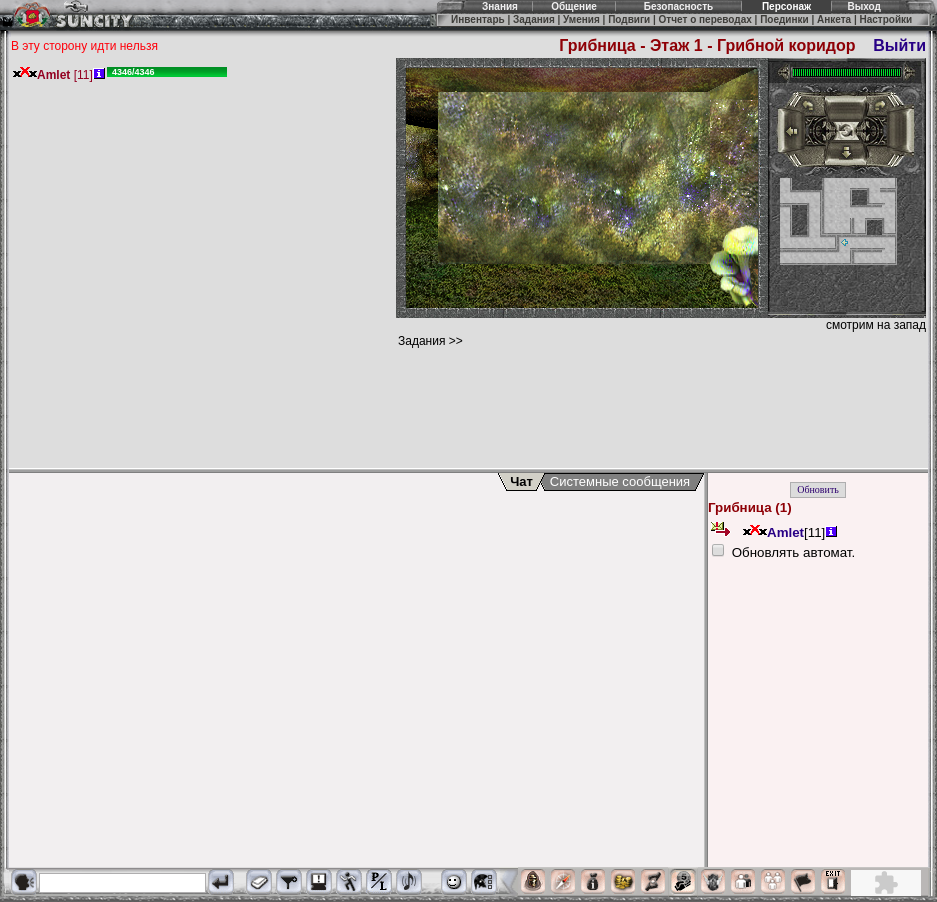 SUNCITY
Знания Общение Безопасность Персонаж Выход
Инвентарь | Задания | Умения | Подвиги | Отчет о переводах | Поединки | Анкета | Настройки
В эту сторону идти нельзя
Грибница - Этаж 1 - Грибной коридор Выйти
Amlet [11] i 4346/4346
смотрим на запад
Задания >>
Чат Системные сообщения
Обновить
Грибница (1)
Amlet[11] i
Обновлять автомат.
P/L EXIT